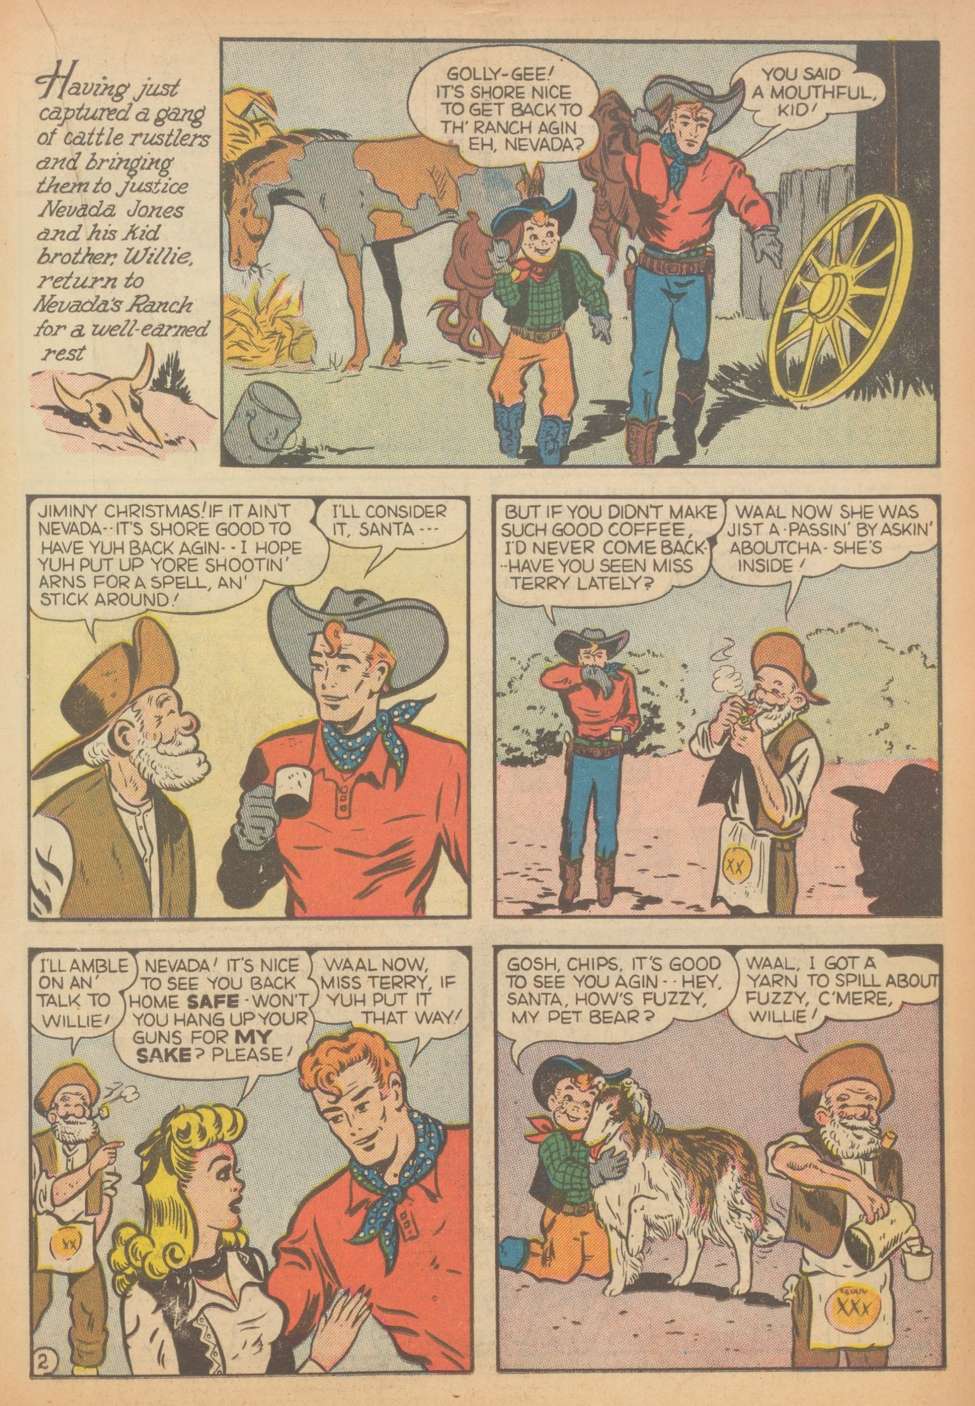 Having just
captured a gang
of cattle rustlers
and bringing
them to justice
Nevada Jones
and his kid
brother, Willie,
return to
Nevada's Ranch
for a well-earned
rest
GOLLY-GEE!
IT'S SHORE NICE
TO GET BACK TO
TH' RANCH AGIN
EH, NEVADA?
YOU SAID
A MOUTHFUL,
KID!
JIMINY CHRISTMAS! IF IT AIN'T
NEVADA--IT'S SHORE GOOD TO
HAVE YUH BACK AGIN--I HOPE
YUH PUT UP YORE SHOOTIN'
ARNS FOR A SPELL, AN'
STICK AROUND!
I'LL CONSIDER
IT, SANTA---
BUT IF YOU DIDN'T MAKE
SUCH GOOD COFFEE,
I'D NEVER COME BACK-
--HAVE YOU SEEN MISS
TERRY LATELY?
WAAL NOW SHE WAS
JIST A-PASSIN' BY ASKIN'
ABOUTCHA-SHE'S
INSIDE!
XX
I'LL AMBLE
ON AN'
TALK TO
WILLIE!
NEVADA! IT'S NICE
TO SEE YOU BACK
HOME SAFE-WON'T
YOU HANG UP YOUR
GUNS FOR MY
SAKE? PLEASE!
WAAL NOW,
MISS TERRY, IF
YUH PUT IT
THAT WAY!
XX
2
GOSH, CHIPS, IT'S GOOD
TO SEE YOU AGIN--HEY,
SANTA, HOW'S FUZZY,
MY PET BEAR?
WAAL, I GOT A
YARN TO SPILL ABOUT
FUZZY, C'MERE,
WILLIE!
XXX